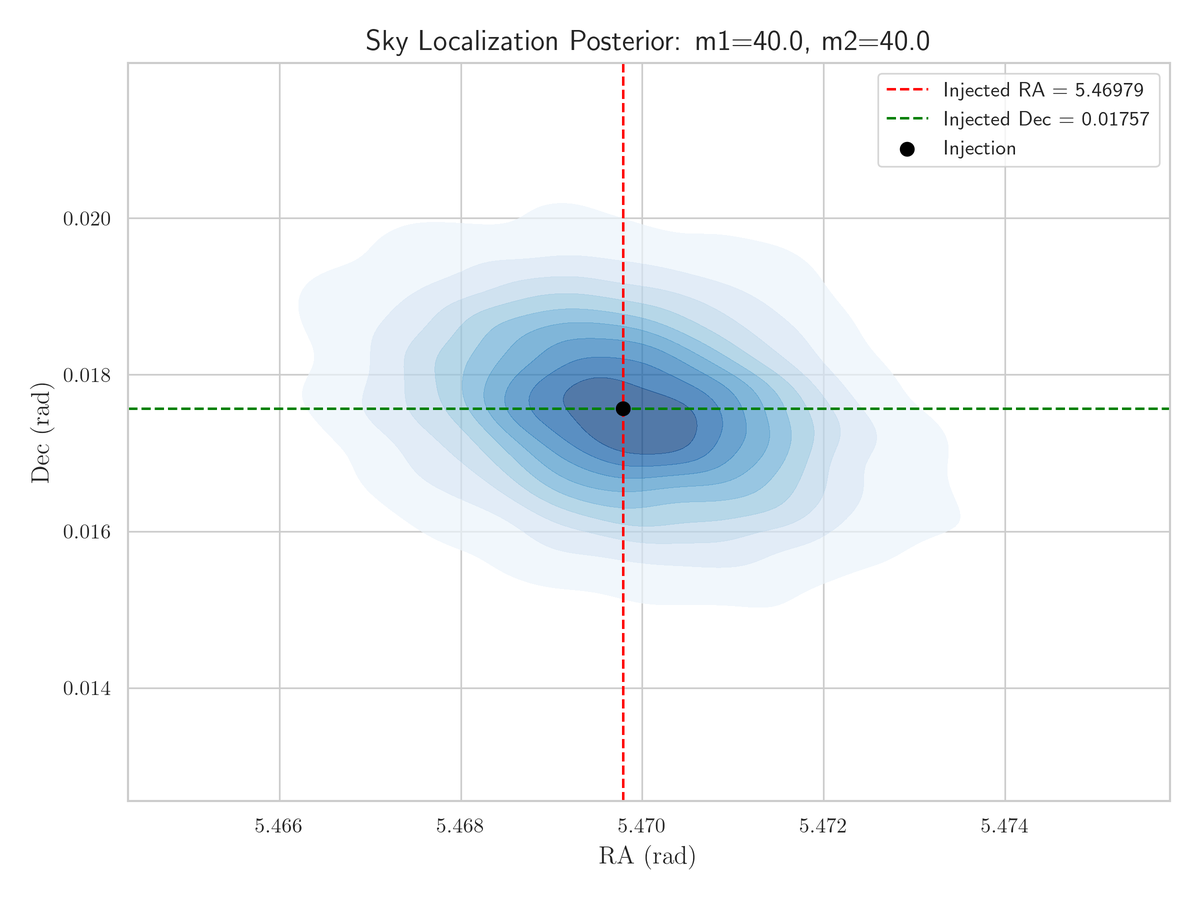 Sky Localization Posterior: m1=40.0, m2=40.0
Injected RA = 5.46979
Injected Dec = 0.01757
Injection
0.020
0.018
0.016
0.014
Dec (rad)
5.466 5.468 5.470 5.472 5.474
RA (rad)